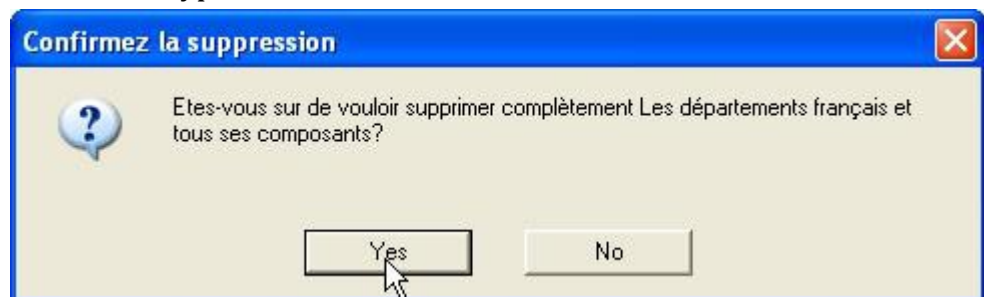 Confirmez la suppression
Etes-vous sur de vouloir supprimer complètement Les départements français et
tous ses composants?
Yes
No